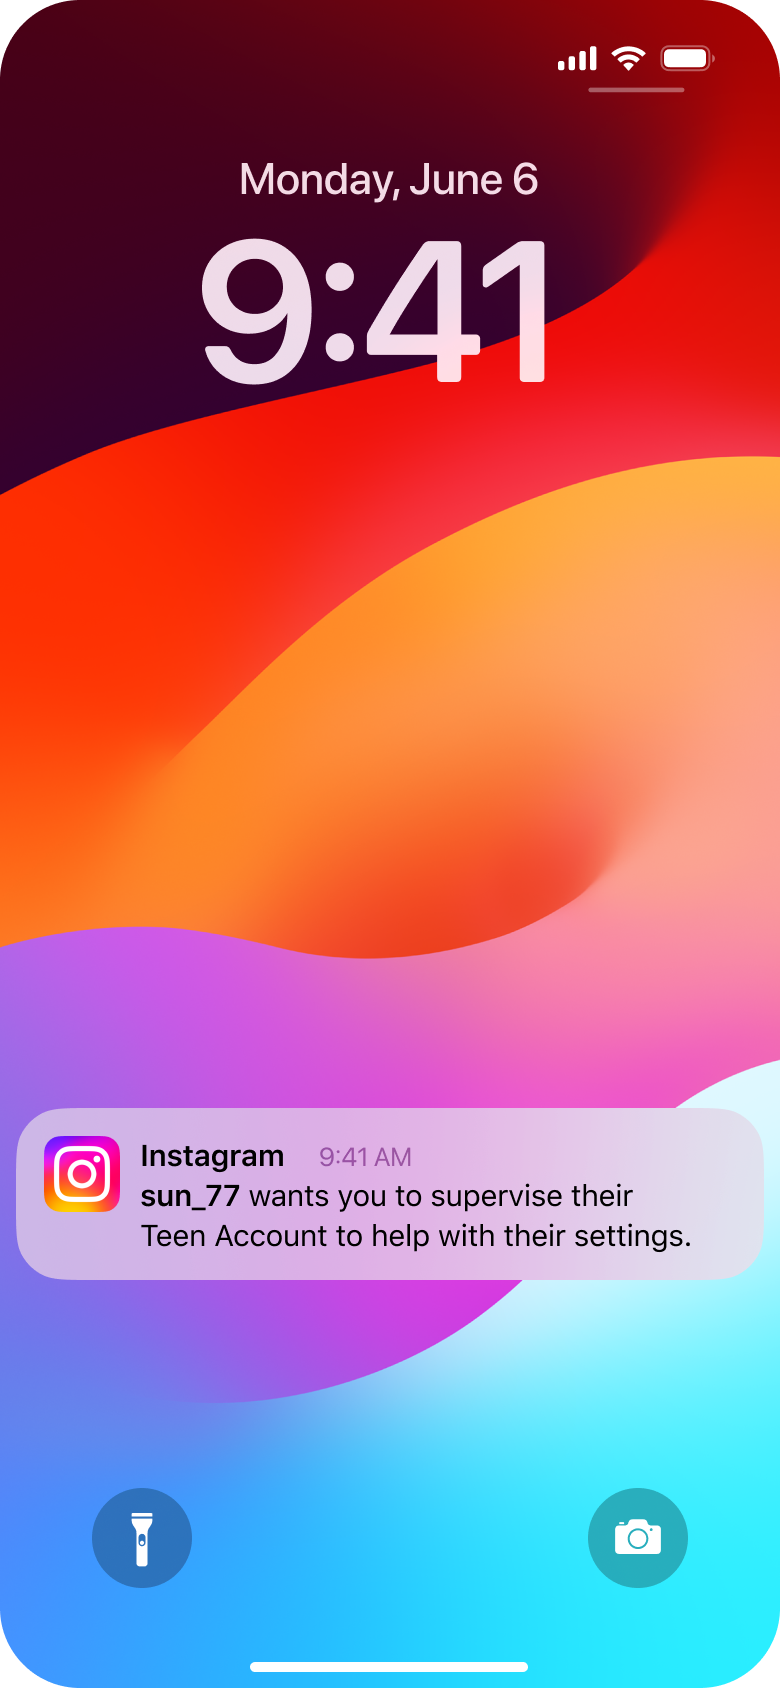 Monday, June 6
9:41
Instagram 9:41 AM
sun_77 wants you to supervise their
Teen Account to help with their settings.